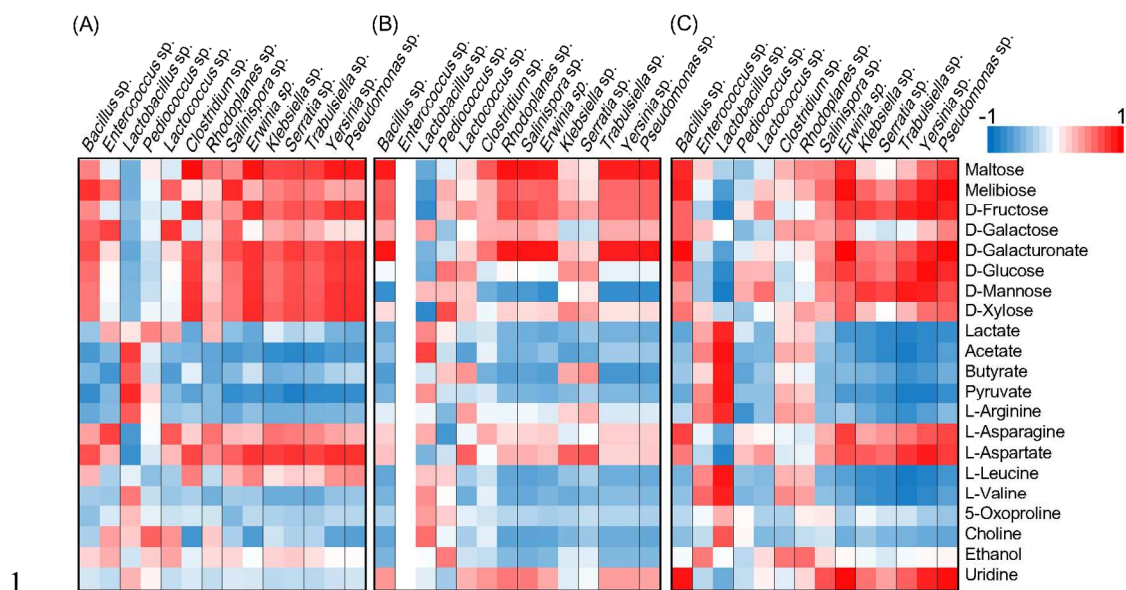 (A)
Bacillus sp.
Enterococcus sp.
Lactobacillus sp.
Pediococcus sp.
Lactococcus sp.
Clostridium sp.
Rhodoplanes sp.
Salinispora sp.
Erwinia sp.
Klebsiella sp.
Serratia sp.
Trabulsiella sp.
Yersinia sp.
Pseudomonas sp.
(B)
Bacillus sp.
Enterococcus sp.
Lactobacillus sp.
Pediococcus sp.
Lactococcus sp.
Clostridium sp.
Rhodoplanes sp.
Salinispora sp.
Erwinia sp.
Klebsiella sp.
Serratia sp.
Trabulsiella sp.
Yersinia sp.
Pseudomonas sp.
(C)
Bacillus sp.
Enterococcus sp.
Lactobacillus sp.
Pediococcus sp.
Lactococcus sp.
Clostridium sp.
Rhodoplanes sp.
Salinispora sp.
Erwinia sp.
Klebsiella sp.
Serratia sp.
Trabulsiella sp.
Yersinia sp.
Pseudomonas sp.
-1 1
Maltose
Melibiose
D-Fructose
D-Galactose
D-Galacturonate
D-Glucose
D-Mannose
D-Xylose
Lactate
Acetate
Butyrate
Pyruvate
L-Arginine
L-Asparagine
L-Aspartate
L-Leucine
L-Valine
5-Oxoproline
Choline
Ethanol
Uridine
1